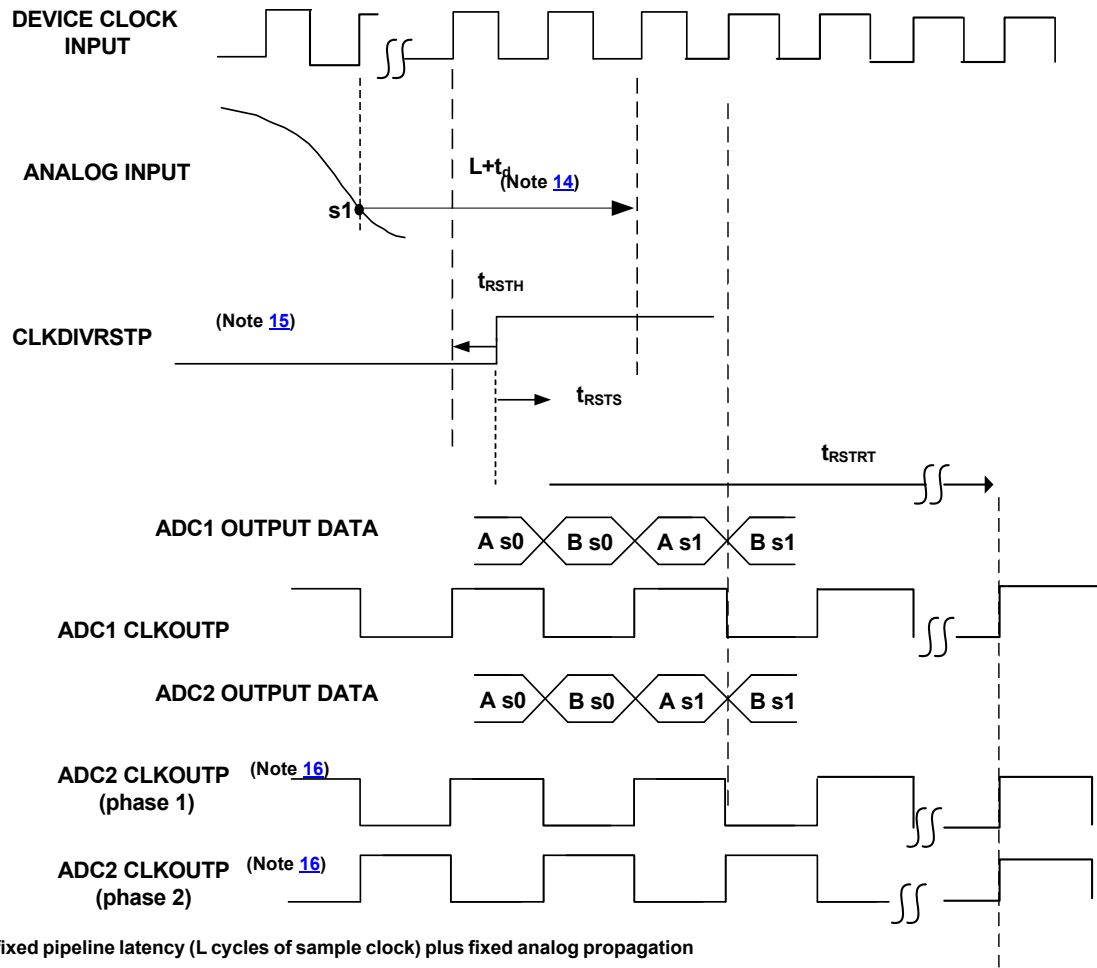 DEVICE CLOCK
INPUT
ANALOG INPUT
s1
L+td
(Note 14)
tRSTH
(Note 15)
CLKDIVRSTP
tRSTS
tRSTRT
ADC1 OUTPUT DATA
A s0 B s0 A s1 B s1
ADC1 CLKOUTP
ADC2 OUTPUT DATA
A s0 B s0 A s1 B s1
ADC2 CLKOUTP (Note 16)
(phase 1)
ADC2 CLKOUTP (Note 16)
(phase 2)
fixed pipeline latency (L cycles of sample clock) plus fixed analog propagation